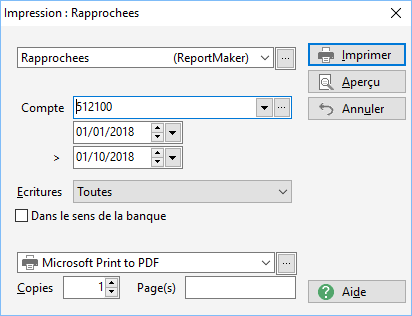 Impression : Rapprochees
Rapprochees (ReportMaker) ...
Imprimer
Aperçu
Annuler
Compte 512100 ...
01/01/2018
> 01/10/2018
Ecritures Toutes
Dans le sens de la banque
Microsoft Print to PDF ...
Copies 1 Page(s)
Aide